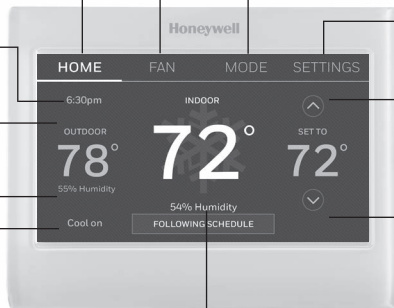 Honeywell
HOME FAN MODE SETTINGS
6:30pm
INDOOR
OUTDOOR
SET TO
78° 72° 72°
55% Humidity
54% Humidity
Cool on
FOLLOWING SCHEDULE